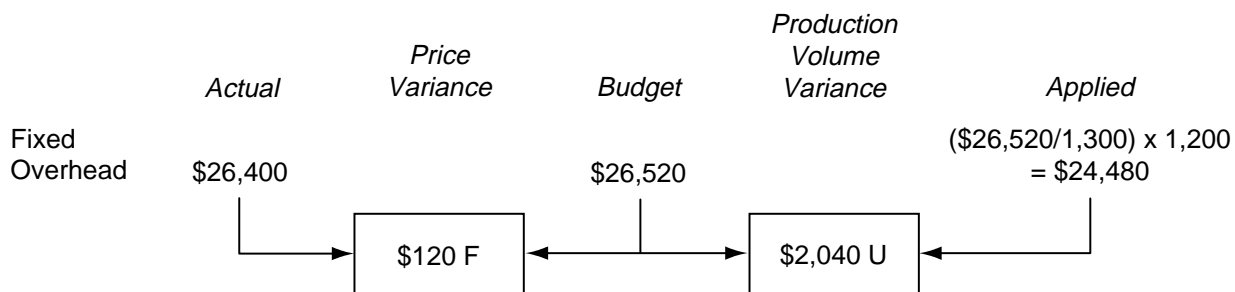 Production
Price Volume
Actual Variance Budget Variance Applied
Fixed ($26,520/1,300) x 1,200
Overhead $26,400 $26,520 = $24,480
$120 F $2,040 U